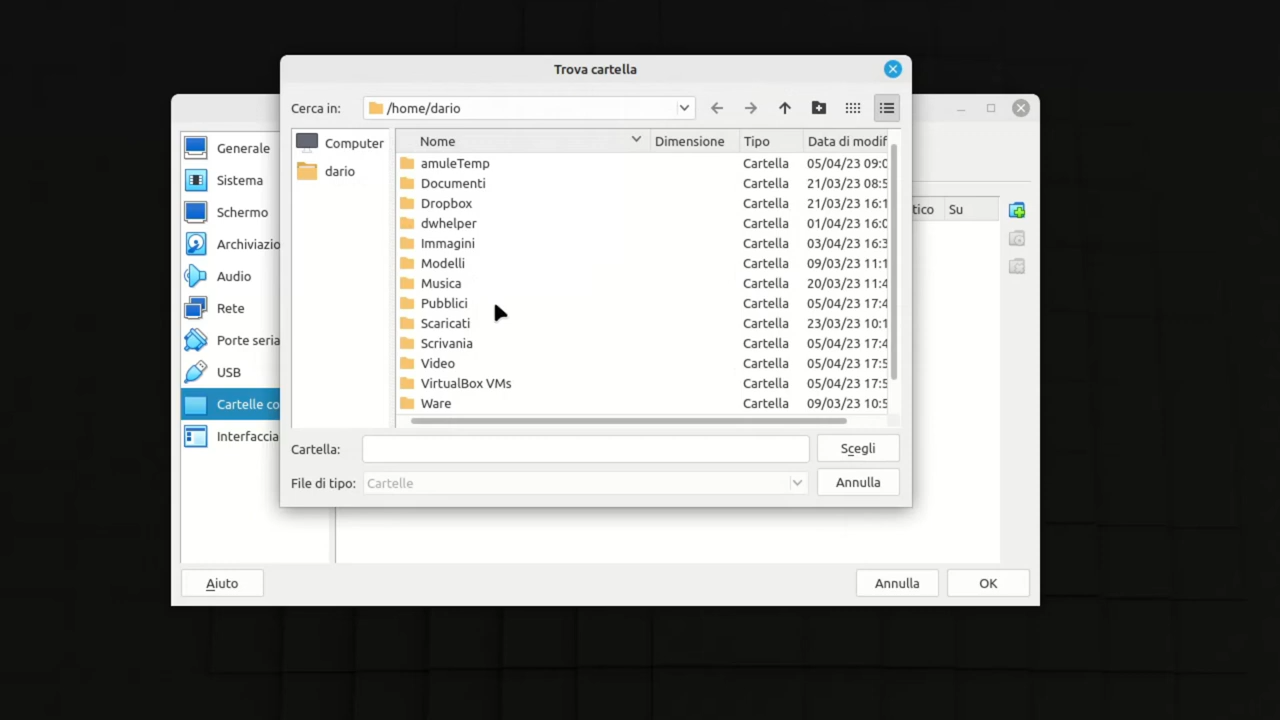 Trova cartella
Cerca in: /home/dario
Computer
dario
Nome Dimensione Tipo Data di modif
amuleTemp Cartella 05/04/23 09:0
Documenti Cartella 21/03/23 08:5
Dropbox Cartella 21/03/23 16:1
dwhelper Cartella 01/04/23 16:0
Immagini Cartella 03/04/23 16:3
Modelli Cartella 09/03/23 11:1
Musica Cartella 20/03/23 11:4
Pubblici Cartella 05/04/23 17:4
Scaricati Cartella 23/03/23 10:1
Scrivania Cartella 05/04/23 17:4
Video Cartella 05/04/23 17:5
VirtualBox VMs Cartella 05/04/23 17:5
Ware Cartella 09/03/23 10:5
Cartella: Scegli
File di tipo: Cartelle Annulla
Generale
Sistema
Schermo
Archiviazio
Audio
Rete
Porte seria
USB
Cartelle co
Interfaccia
tico Su
Aiuto Annulla OK